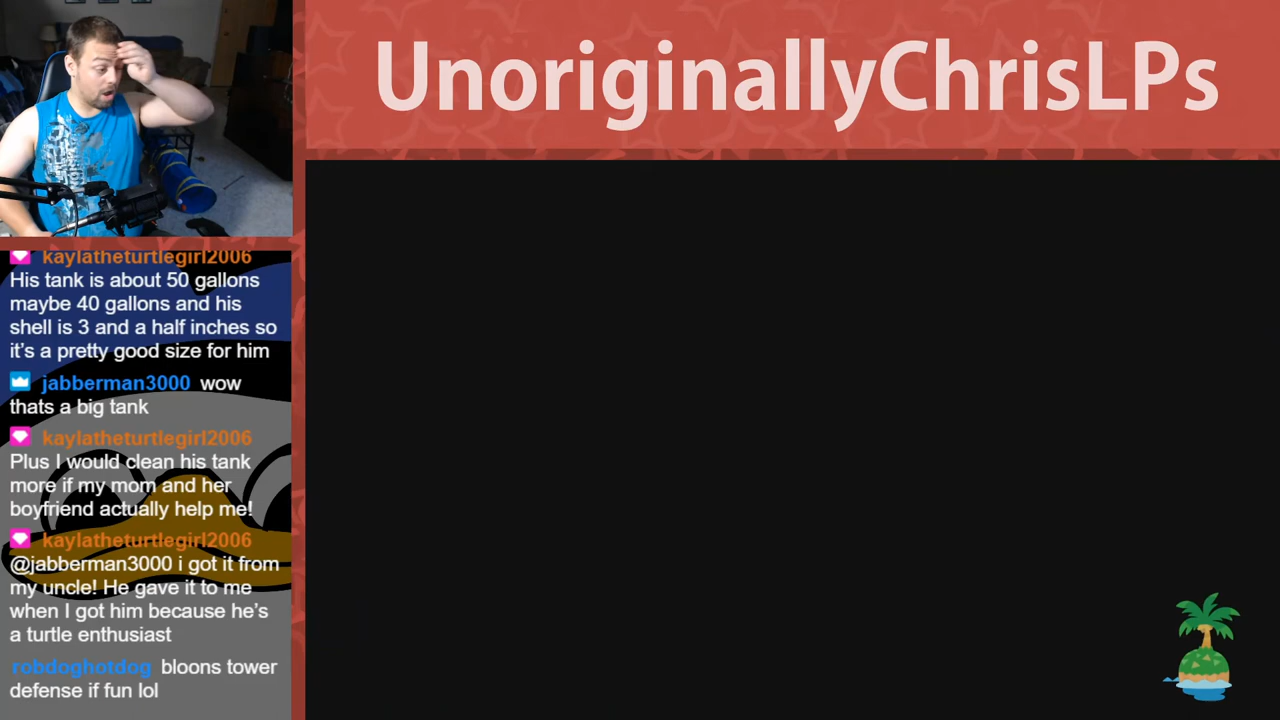 UnoriginallyChrisLPs
kaylatheturtlegirl2006
His tank is about 50 gallons
maybe 40 gallons and his
shell is 3 and a half inches so
it's a pretty good size for him
jabberman3000 wow
thats a big tank
kaylatheturtlegirl2006
Plus I would clean his tank
more if my mom and her
boyfriend actually help me!
kaylatheturtlegirl2006
@jabberman3000 i got it from
my uncle! He gave it to me
when I got him because he's
a turtle enthusiast
robdoghotdog bloons tower
defense if fun lol